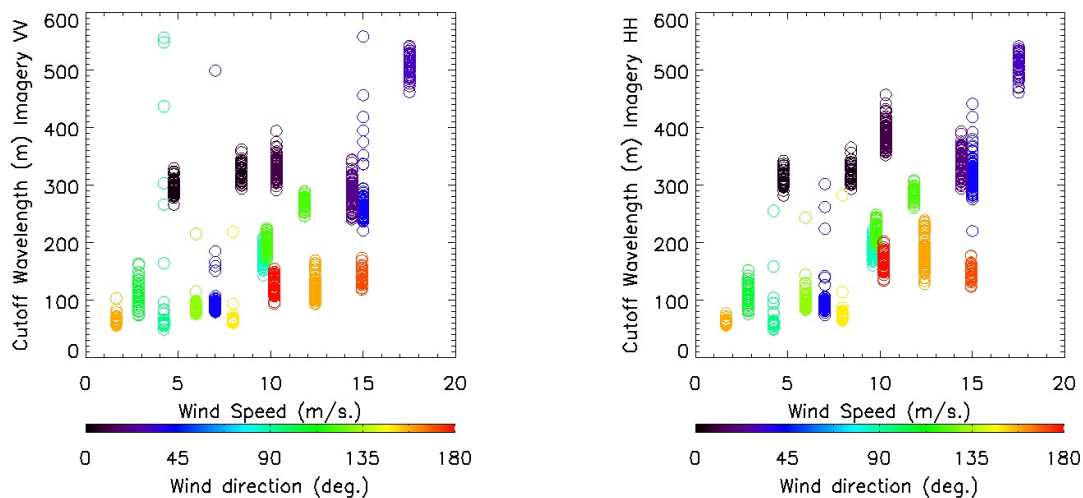 600
500
400
300
200
100
0
Cutoff Wavelength (m) Imagery VV
0 5 10 15 20
Wind Speed (m/s.)
0 45 90 135 180
Wind direction (deg.)
600
500
400
300
200
100
0
Cutoff Wavelength (m) Imagery HH
0 5 10 15 20
Wind Speed (m/s.)
0 45 90 135 180
Wind direction (deg.)